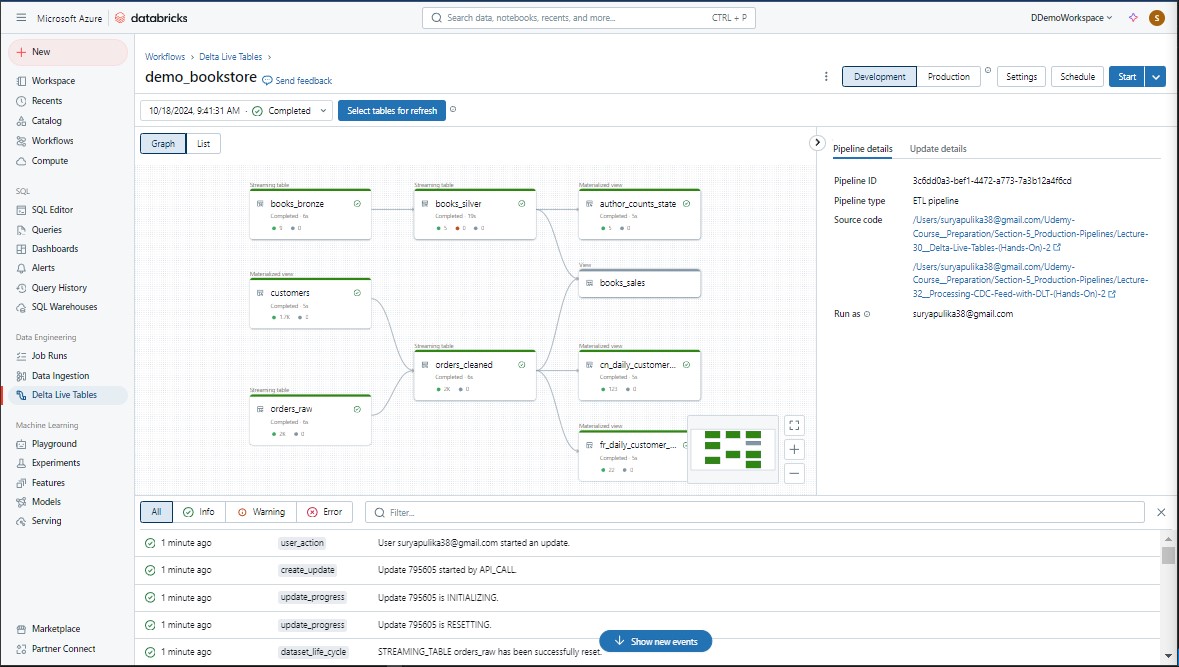 Microsoft Azure
databricks
Search data, notebooks, recents, and more...
CTRL + P
DDemoWorkspace
S
New
Workspace
Recents
Catalog
Workflows
Compute
SQL
SQL Editor
Queries
Dashboards
Alerts
Query History
SQL Warehouses
Data Engineering
Job Runs
Data Ingestion
Delta Live Tables
Machine Learning
Playground
Experiments
Features
Models
Serving
Marketplace
Partner Connect
Workflows › Delta Live Tables ›
demo_bookstore
Send feedback
Development
Production
Settings
Schedule
Start
10/18/2024, 9:41:31 AM · Completed
Select tables for refresh
Graph
List
Streaming table
books_bronze
Completed · 6s
9 0
Streaming table
books_silver
Completed · 19s
5 0 0
Materialized view
author_counts_state
Completed · 5s
5 0
Materialized view
customers
Completed · 5s
1.7K 0
View
books_sales
Streaming table
orders_cleaned
Completed · 6s
2K 0
Materialized view
cn_daily_customer...
Completed · 5s
123 0
Streaming table
orders_raw
Completed · 6s
2K 0
Materialized view
fr_daily_customer_...
Completed · 5s
22 0
Pipeline details
Update details
Pipeline ID
3c6dd0a3-bef1-4472-a773-7a3b12a4f6cd
Pipeline type
ETL pipeline
Source code
/Users/suryapulika38@gmail.com/Udemy-
Course__Preparation/Section-5_Production-Pipelines/Lecture-
30__Delta-Live-Tables-(Hands-On)-2
/Users/suryapulika38@gmail.com/Udemy-
Course__Preparation/Section-5_Production-Pipelines/Lecture-
32__Processing-CDC-Feed-with-DLT-(Hands-On)-2
Run as
suryapulika38@gmail.com
All
Info
Warning
Error
Filter...
1 minute ago user_action User suryapulika38@gmail.com started an update.
1 minute ago create_update Update 795605 started by API_CALL.
1 minute ago update_progress Update 795605 is INITIALIZING.
1 minute ago update_progress Update 795605 is RESETTING.
1 minute ago dataset_life_cycle STREAMING_TABLE orders_raw has been successfully reset.
Show new events